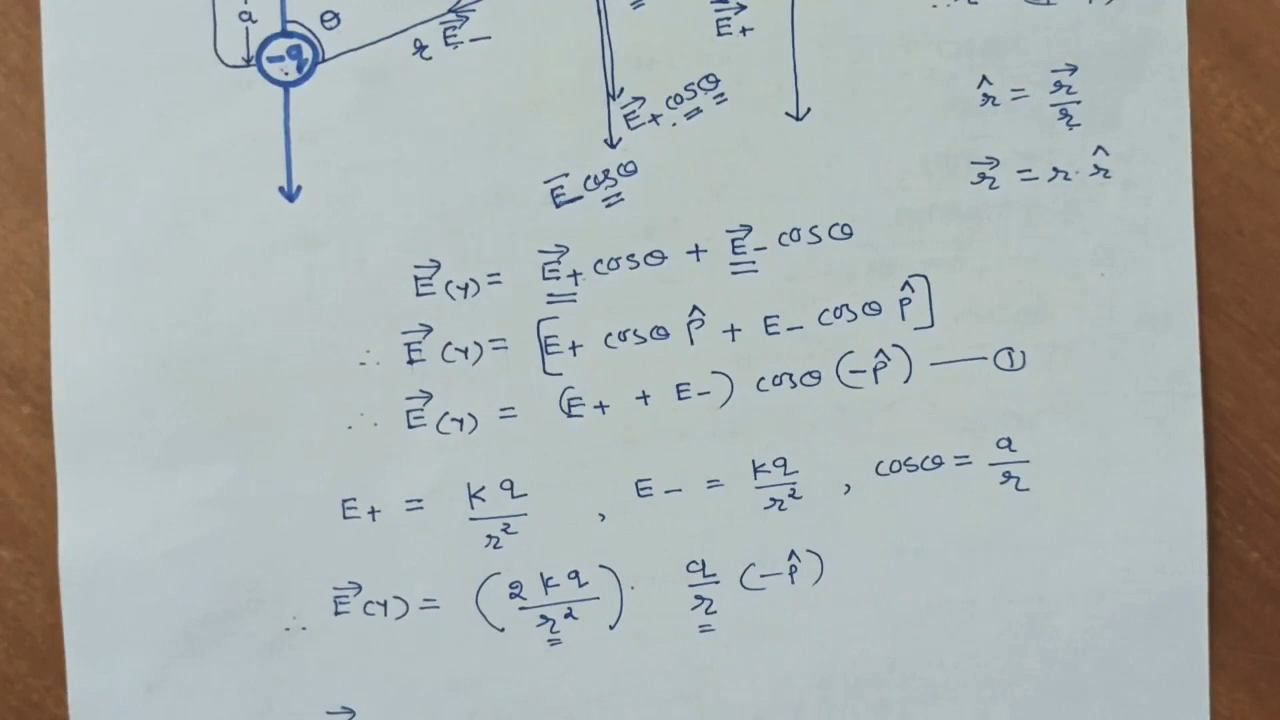 a θ
-q r E⃗-
E⃗+
E⃗+ cosθ
r̂ = r⃗/r
E- cosθ
r⃗ = r · r̂
E⃗(y) = E⃗+ cosθ + E⃗- cosθ
∴ E⃗(y) = [E+ cosθ p̂ + E- cosθ p̂]
∴ E⃗(y) = (E+ + E-) cosθ (-p̂) — ①
E+ = kq/r² , E- = kq/r² , cosθ = a/r
∴ E⃗(y) = (2kq/r²) · a/r (-p̂)